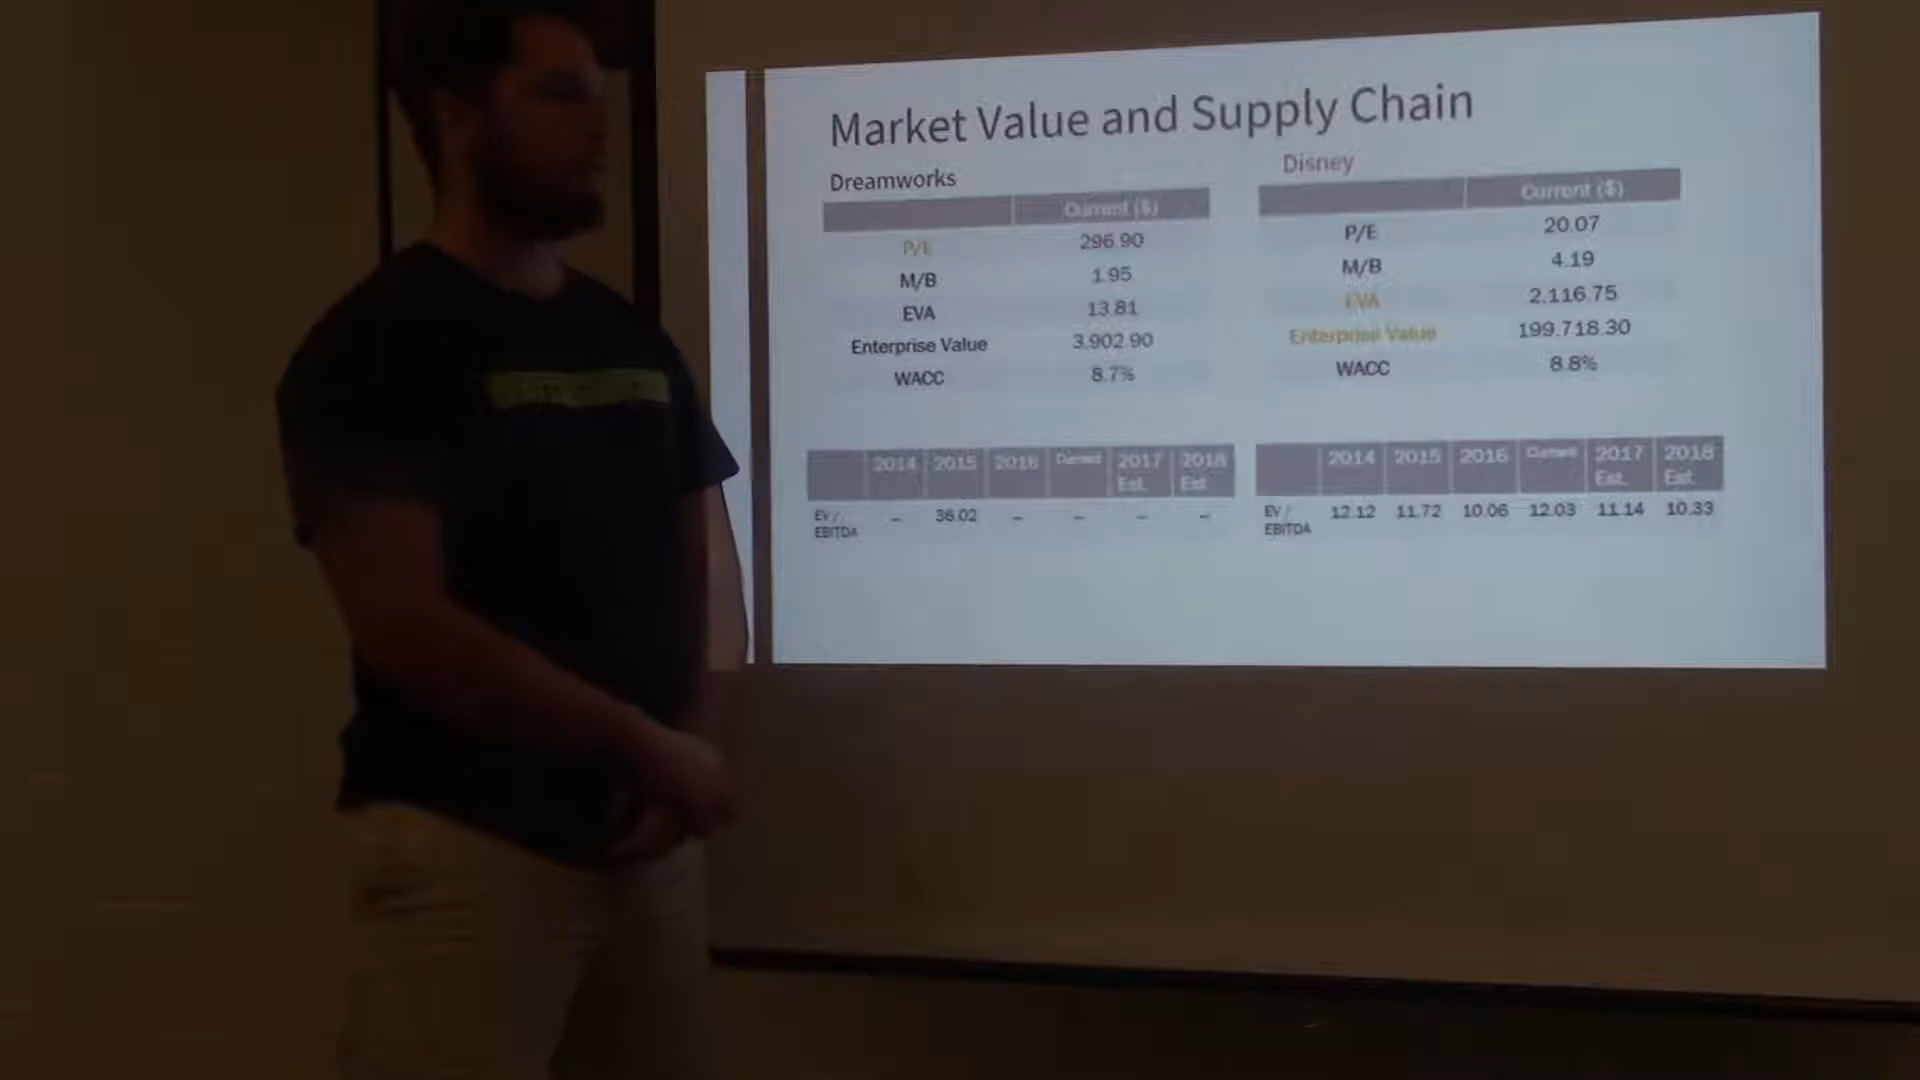 Market Value and Supply Chain
Dreamworks
Current ($)
P/E 296.90
M/B 1.95
EVA 13.81
Enterprise Value 3,902.90
WACC 8.7%
Disney
Current ($)
P/E 20.07
M/B 4.19
EVA 2,116.75
Enterprise Value 199,718.30
WACC 8.8%
2014 2015 2016 Current 2017 Est. 2018 Est.
EV / EBITDA – 36.02 – – – –
2014 2015 2016 Current 2017 Est. 2018 Est.
EV / EBITDA 12.12 11.72 10.06 12.03 11.14 10.33